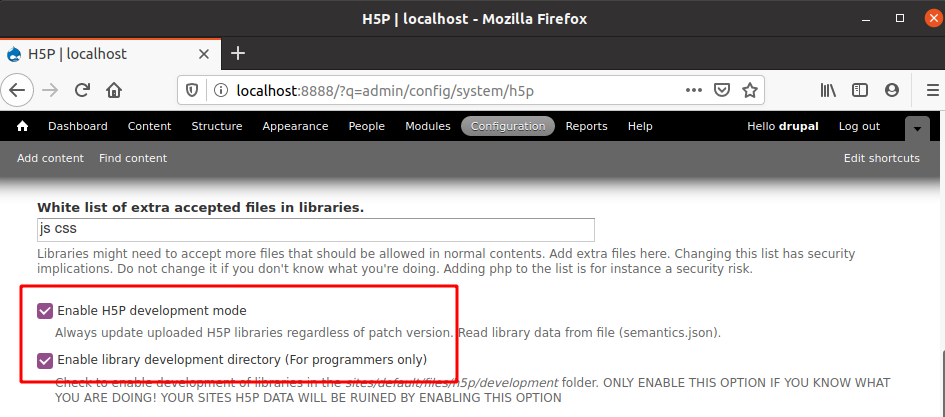 H5P | localhost - Mozilla Firefox
H5P | localhost
localhost:8888/?q=admin/config/system/h5p
Dashboard Content Structure Appearance People Modules Configuration Reports Help Hello drupal Log out
Add content Find content Edit shortcuts
White list of extra accepted files in libraries.
js css
Libraries might need to accept more files that should be allowed in normal contents. Add extra files here. Changing this list has security
implications. Do not change it if you don't know what you're doing. Adding php to the list is for instance a security risk.
Enable H5P development mode
Always update uploaded H5P libraries regardless of patch version. Read library data from file (semantics.json).
Enable library development directory (For programmers only)
Check to enable development of libraries in the sites/default/files/h5p/development folder. ONLY ENABLE THIS OPTION IF YOU KNOW WHAT
YOU ARE DOING! YOUR SITES H5P DATA WILL BE RUINED BY ENABLING THIS OPTION